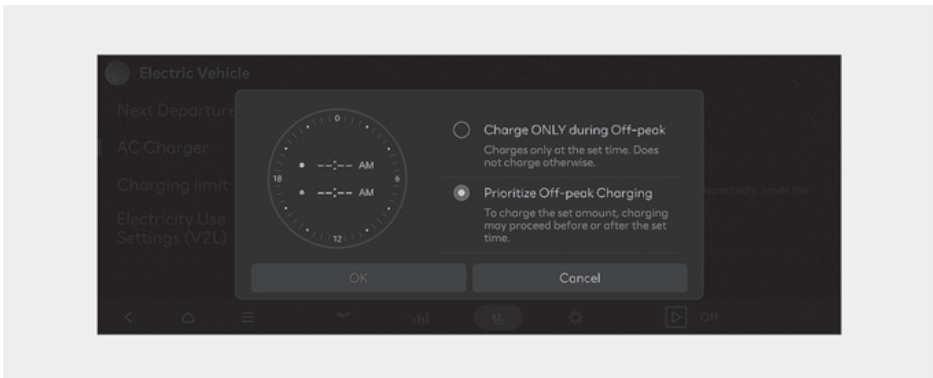 Electric Vehicle
Next Departure
AC Charger
Charging limit
Electricity Use
Settings (V2L)
0
6
12
18
--:-- AM
--:-- AM
Charge ONLY during Off-peak
Charges only at the set time. Does
not charge otherwise.
Prioritize Off-peak Charging
To charge the set amount, charging
may proceed before or after the set
time.
lower the
OK
Cancel
Off